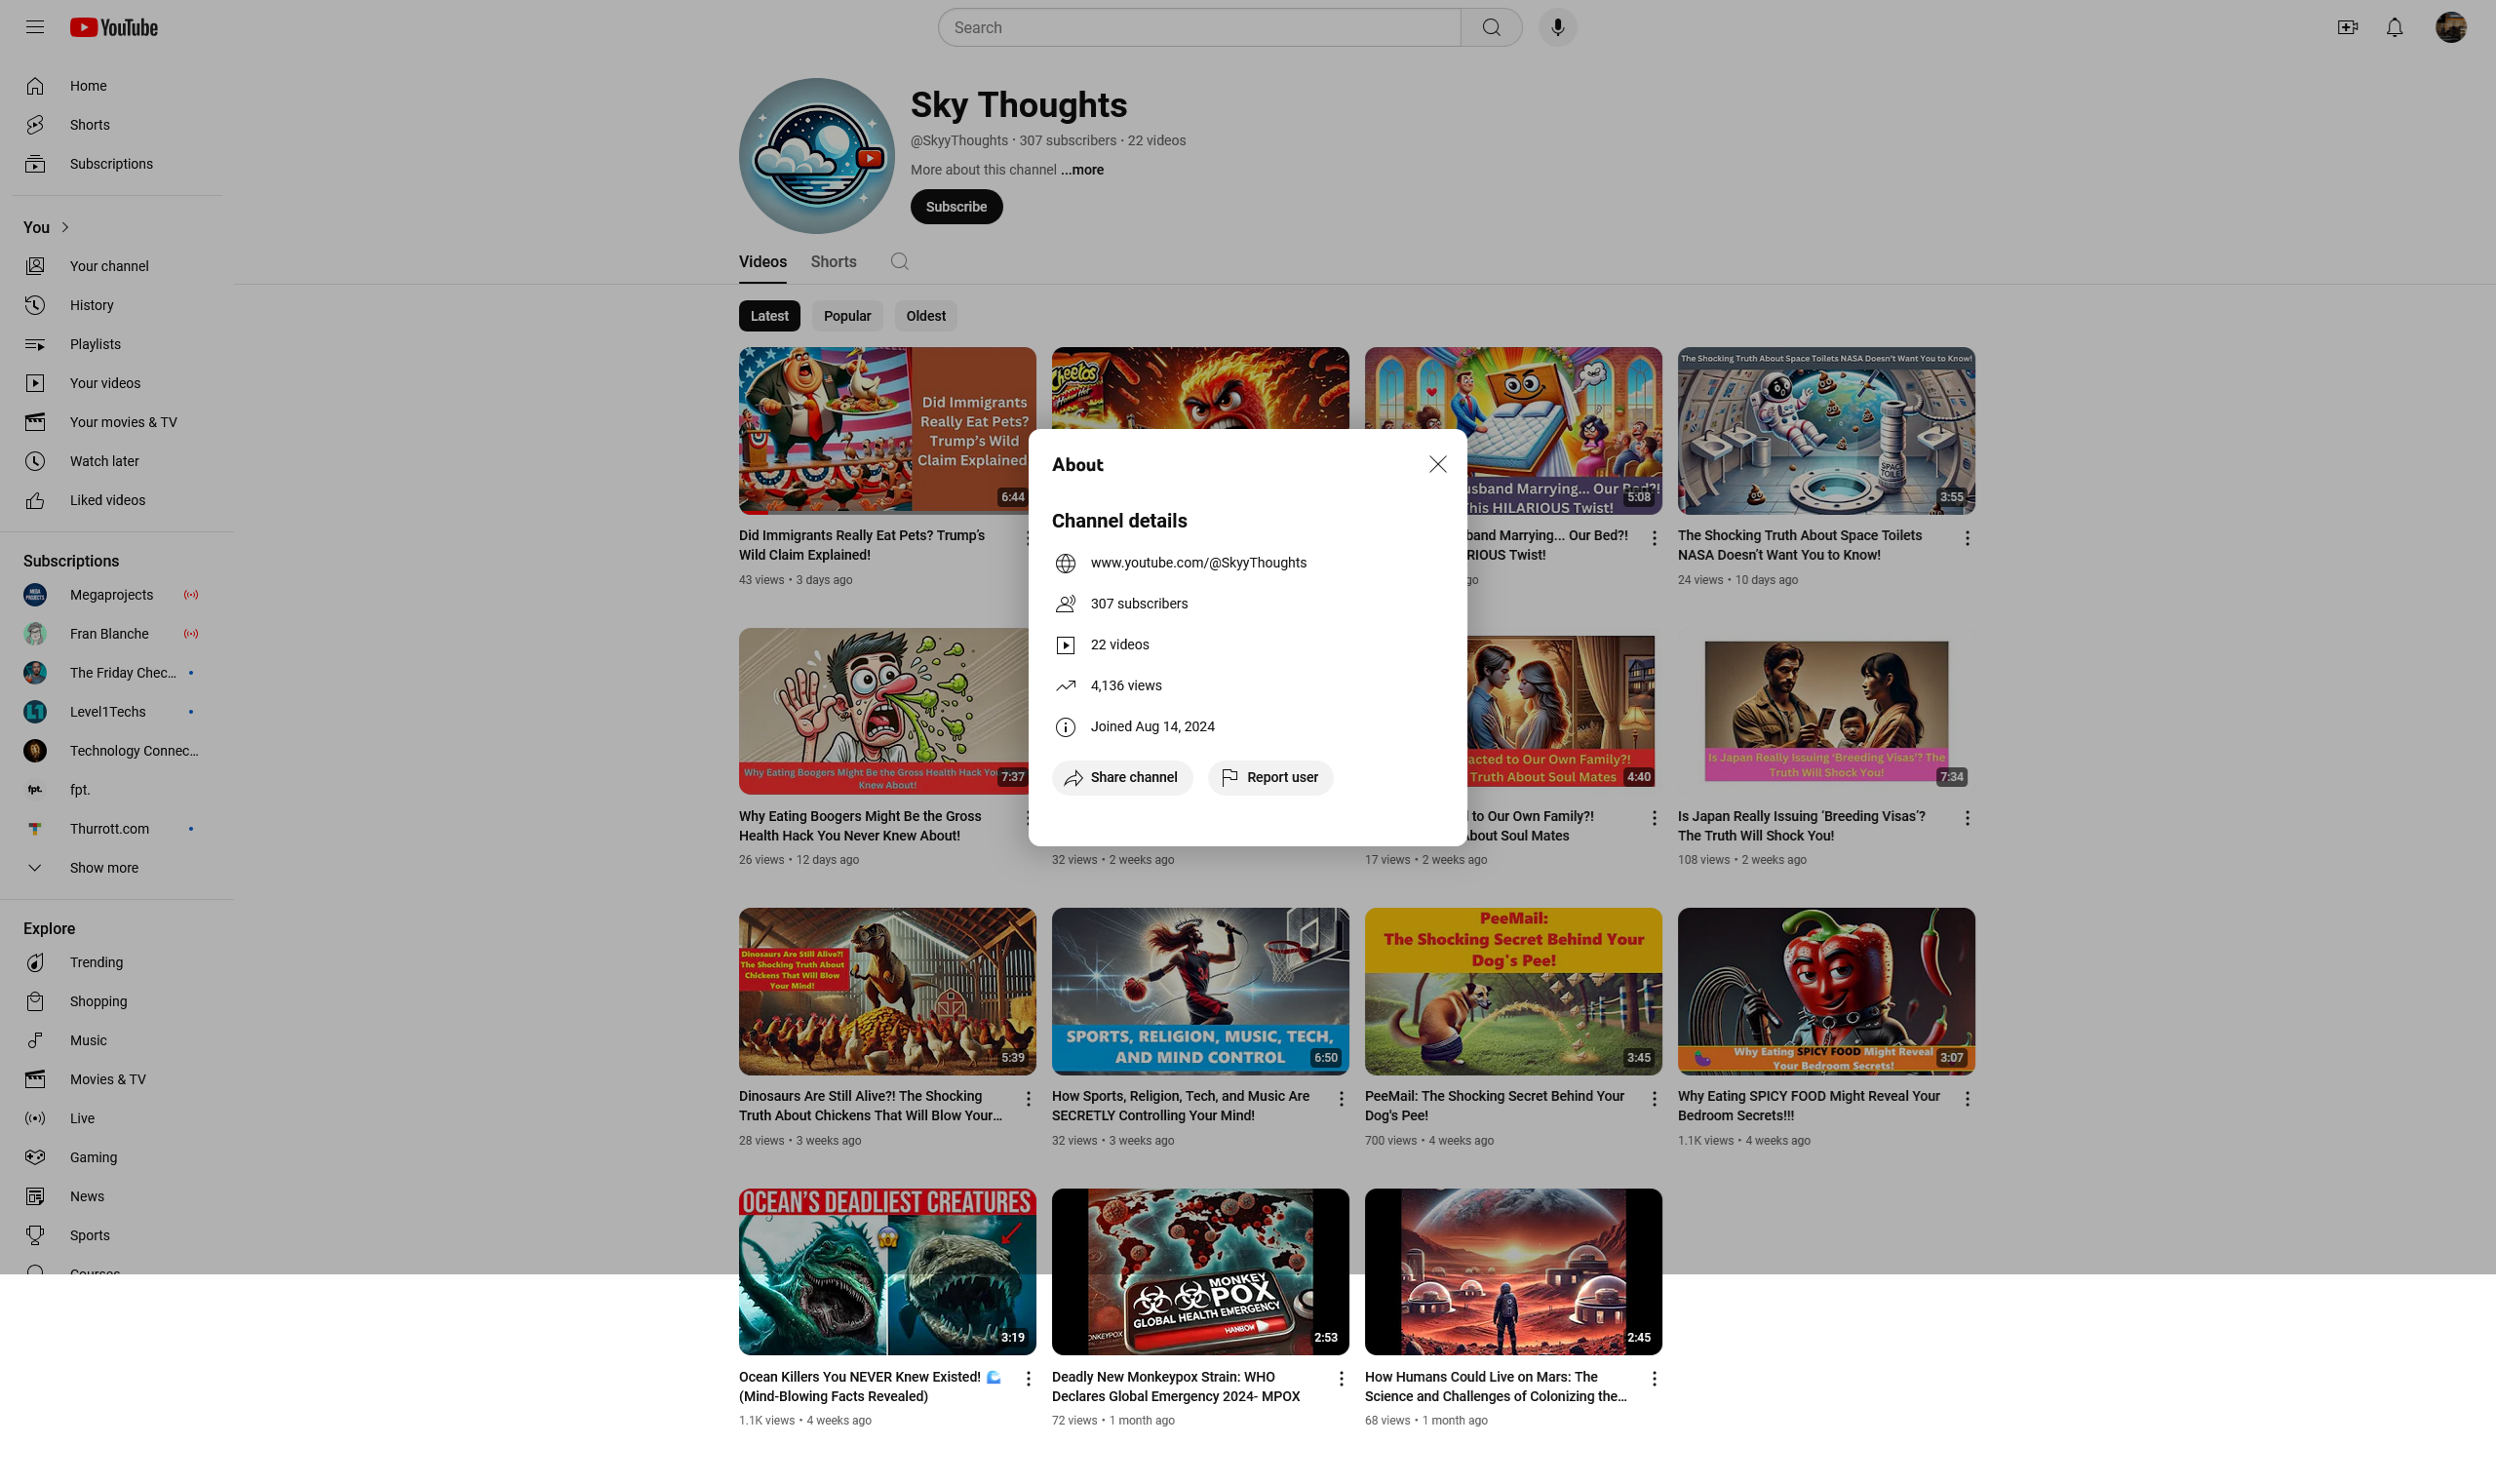 YouTube
Search
Home
Shorts
Subscriptions
You
Your channel
History
Playlists
Your videos
Your movies & TV
Watch later
Liked videos
Subscriptions
Megaprojects
Fran Blanche
The Friday Chec...
Level1Techs
Technology Connec...
fpt.
Thurrott.com
Show more
Explore
Trending
Shopping
Music
Movies & TV
Live
Gaming
News
Sports
Courses
Sky Thoughts
@SkyyThoughts · 307 subscribers · 22 videos
More about this channel ...more
Subscribe
Videos
Shorts
Latest
Popular
Oldest
Did Immigrants
Really Eat Pets?
Trump's Wild
Claim Explained
6:44
Did Immigrants Really Eat Pets? Trump's
Wild Claim Explained!
43 views • 3 days ago
Cheetos
usband Marrying... Our Bed?!
This HILARIOUS Twist!
5:08
band Marrying... Our Bed?!
RIOUS Twist!
go
The Shocking Truth About Space Toilets NASA Doesn't Want You to Know!
SPACE
TOILET
3:55
The Shocking Truth About Space Toilets
NASA Doesn't Want You to Know!
24 views • 10 days ago
About
Channel details
www.youtube.com/@SkyyThoughts
307 subscribers
22 videos
4,136 views
Joined Aug 14, 2024
Share channel
Report user
Why Eating Boogers Might Be the Gross Health Hack You
Knew About!
7:37
Why Eating Boogers Might Be the Gross
Health Hack You Never Knew About!
26 views • 12 days ago
32 views • 2 weeks ago
acted to Our Own Family?!
Truth About Soul Mates
4:40
to Our Own Family?!
About Soul Mates
17 views • 2 weeks ago
Is Japan Really Issuing 'Breeding Visas'? The
Truth Will Shock You!
7:34
Is Japan Really Issuing 'Breeding Visas'?
The Truth Will Shock You!
108 views • 2 weeks ago
Dinosaurs Are Still Alive?!
The Shocking Truth About
Chickens That Will Blow
Your Mind!
5:39
Dinosaurs Are Still Alive?! The Shocking
Truth About Chickens That Will Blow Your...
28 views • 3 weeks ago
SPORTS, RELIGION, MUSIC, TECH,
AND MIND CONTROL
6:50
How Sports, Religion, Tech, and Music Are
SECRETLY Controlling Your Mind!
32 views • 3 weeks ago
PeeMail:
The Shocking Secret Behind Your
Dog's Pee!
3:45
PeeMail: The Shocking Secret Behind Your
Dog's Pee!
700 views • 4 weeks ago
Why Eating SPICY FOOD Might Reveal
Your Bedroom Secrets!
3:07
Why Eating SPICY FOOD Might Reveal Your
Bedroom Secrets!!!
1.1K views • 4 weeks ago
OCEAN'S DEADLIEST CREATURES
3:19
Ocean Killers You NEVER Knew Existed! 🌊
(Mind-Blowing Facts Revealed)
1.1K views • 4 weeks ago
MONKEY
POX
GLOBAL HEALTH EMERGENCY
HANBOW
2:53
Deadly New Monkeypox Strain: WHO
Declares Global Emergency 2024- MPOX
72 views • 1 month ago
2:45
How Humans Could Live on Mars: The
Science and Challenges of Colonizing the...
68 views • 1 month ago